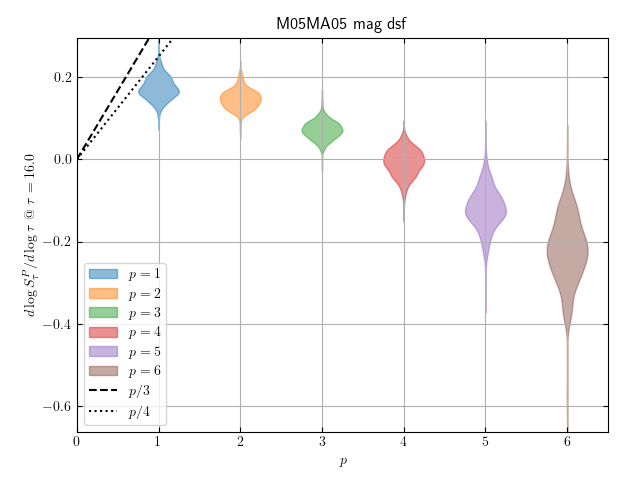 M05MA05 mag dsf
d log S_τ^P / d log τ @ τ = 16.0
0.2
0.0
−0.2
−0.4
−0.6
p = 1
p = 2
p = 3
p = 4
p = 5
p = 6
p/3
p/4
0 1 2 3 4 5 6
p